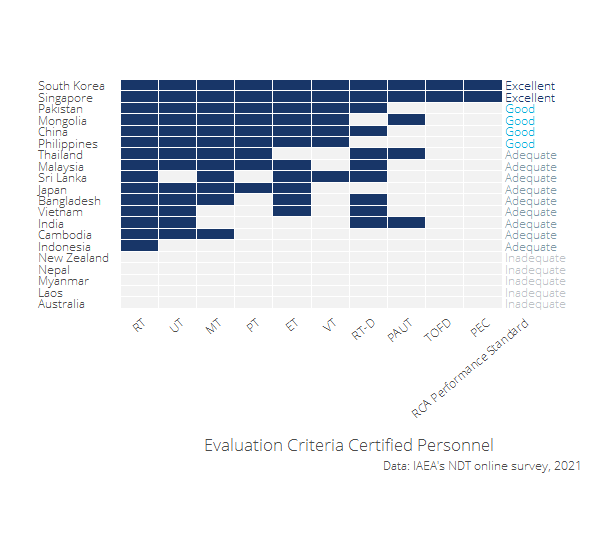 South Korea Excellent
Singapore Excellent
Pakistan Good
Mongolia Good
China Good
Philippines Good
Thailand Adequate
Malaysia Adequate
Sri Lanka Adequate
Japan Adequate
Bangladesh Adequate
Vietnam Adequate
India Adequate
Cambodia Adequate
Indonesia Adequate
New Zealand Inadequate
Nepal Inadequate
Myanmar Inadequate
Laos Inadequate
Australia Inadequate
RT UT MT PT ET VT RT-D PAUT TOFD PEC RCA Performance Standard
Evaluation Criteria Certified Personnel
Data: IAEA's NDT online survey, 2021